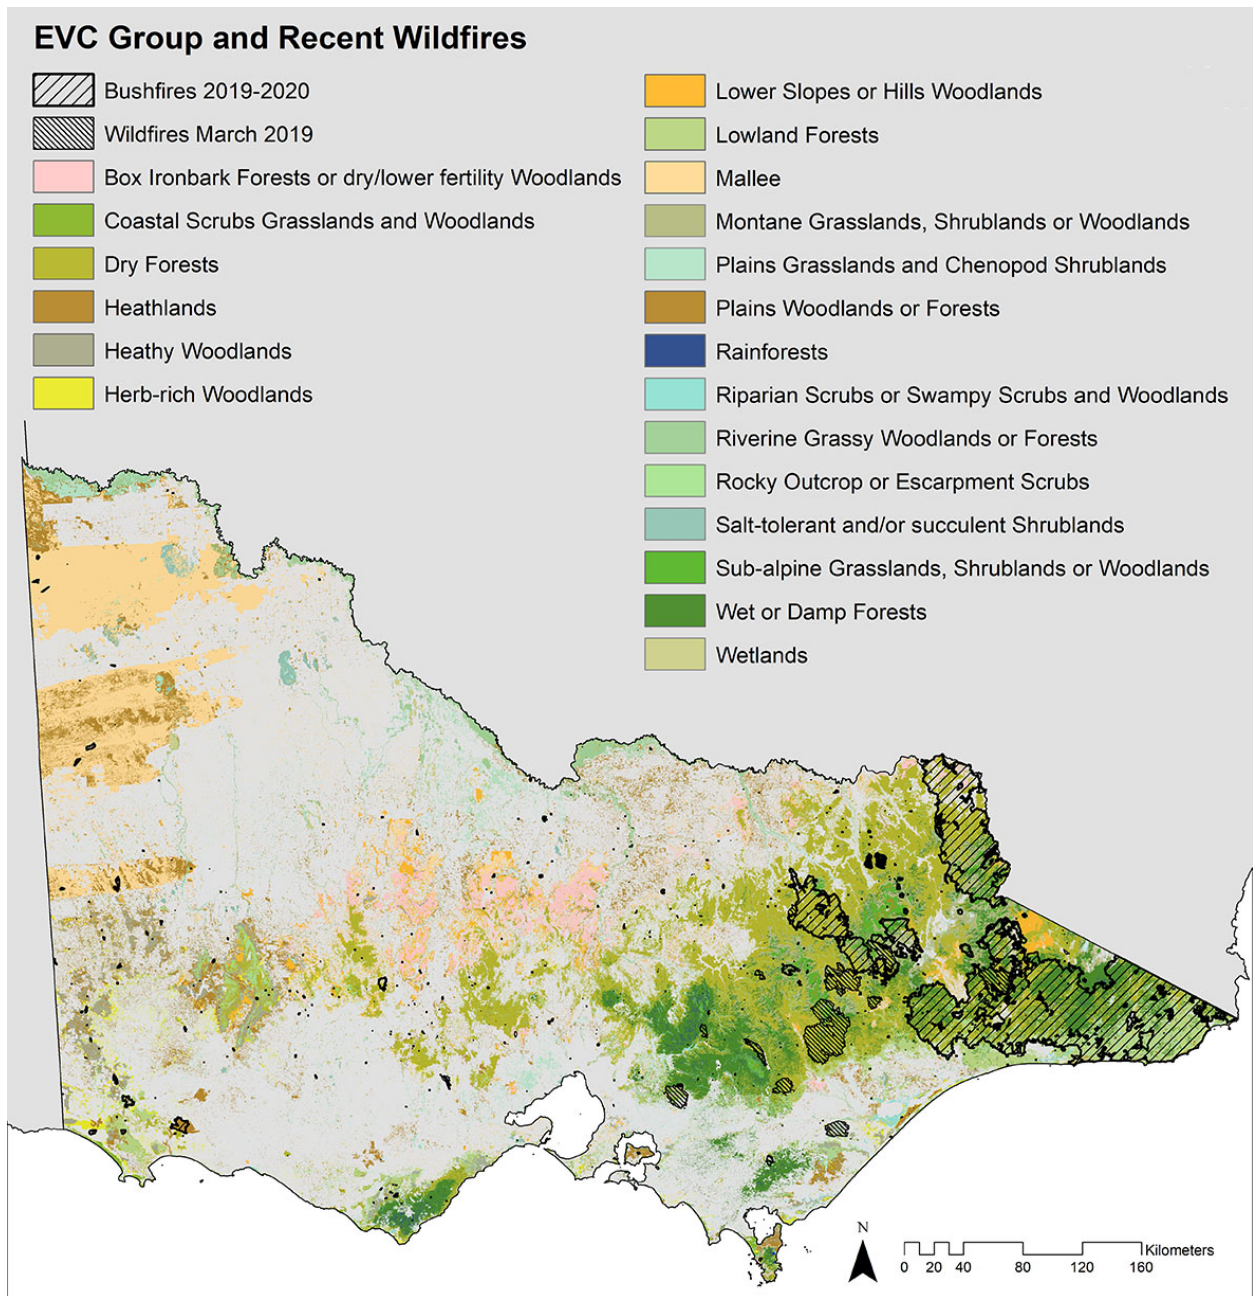 EVC Group and Recent Wildfires
Bushfires 2019-2020
Wildfires March 2019
Box Ironbark Forests or dry/lower fertility Woodlands
Coastal Scrubs Grasslands and Woodlands
Dry Forests
Heathlands
Heathy Woodlands
Herb-rich Woodlands
Lower Slopes or Hills Woodlands
Lowland Forests
Mallee
Montane Grasslands, Shrublands or Woodlands
Plains Grasslands and Chenopod Shrublands
Plains Woodlands or Forests
Rainforests
Riparian Scrubs or Swampy Scrubs and Woodlands
Riverine Grassy Woodlands or Forests
Rocky Outcrop or Escarpment Scrubs
Salt-tolerant and/or succulent Shrublands
Sub-alpine Grasslands, Shrublands or Woodlands
Wet or Damp Forests
Wetlands
N
Kilometers
0 20 40 80 120 160